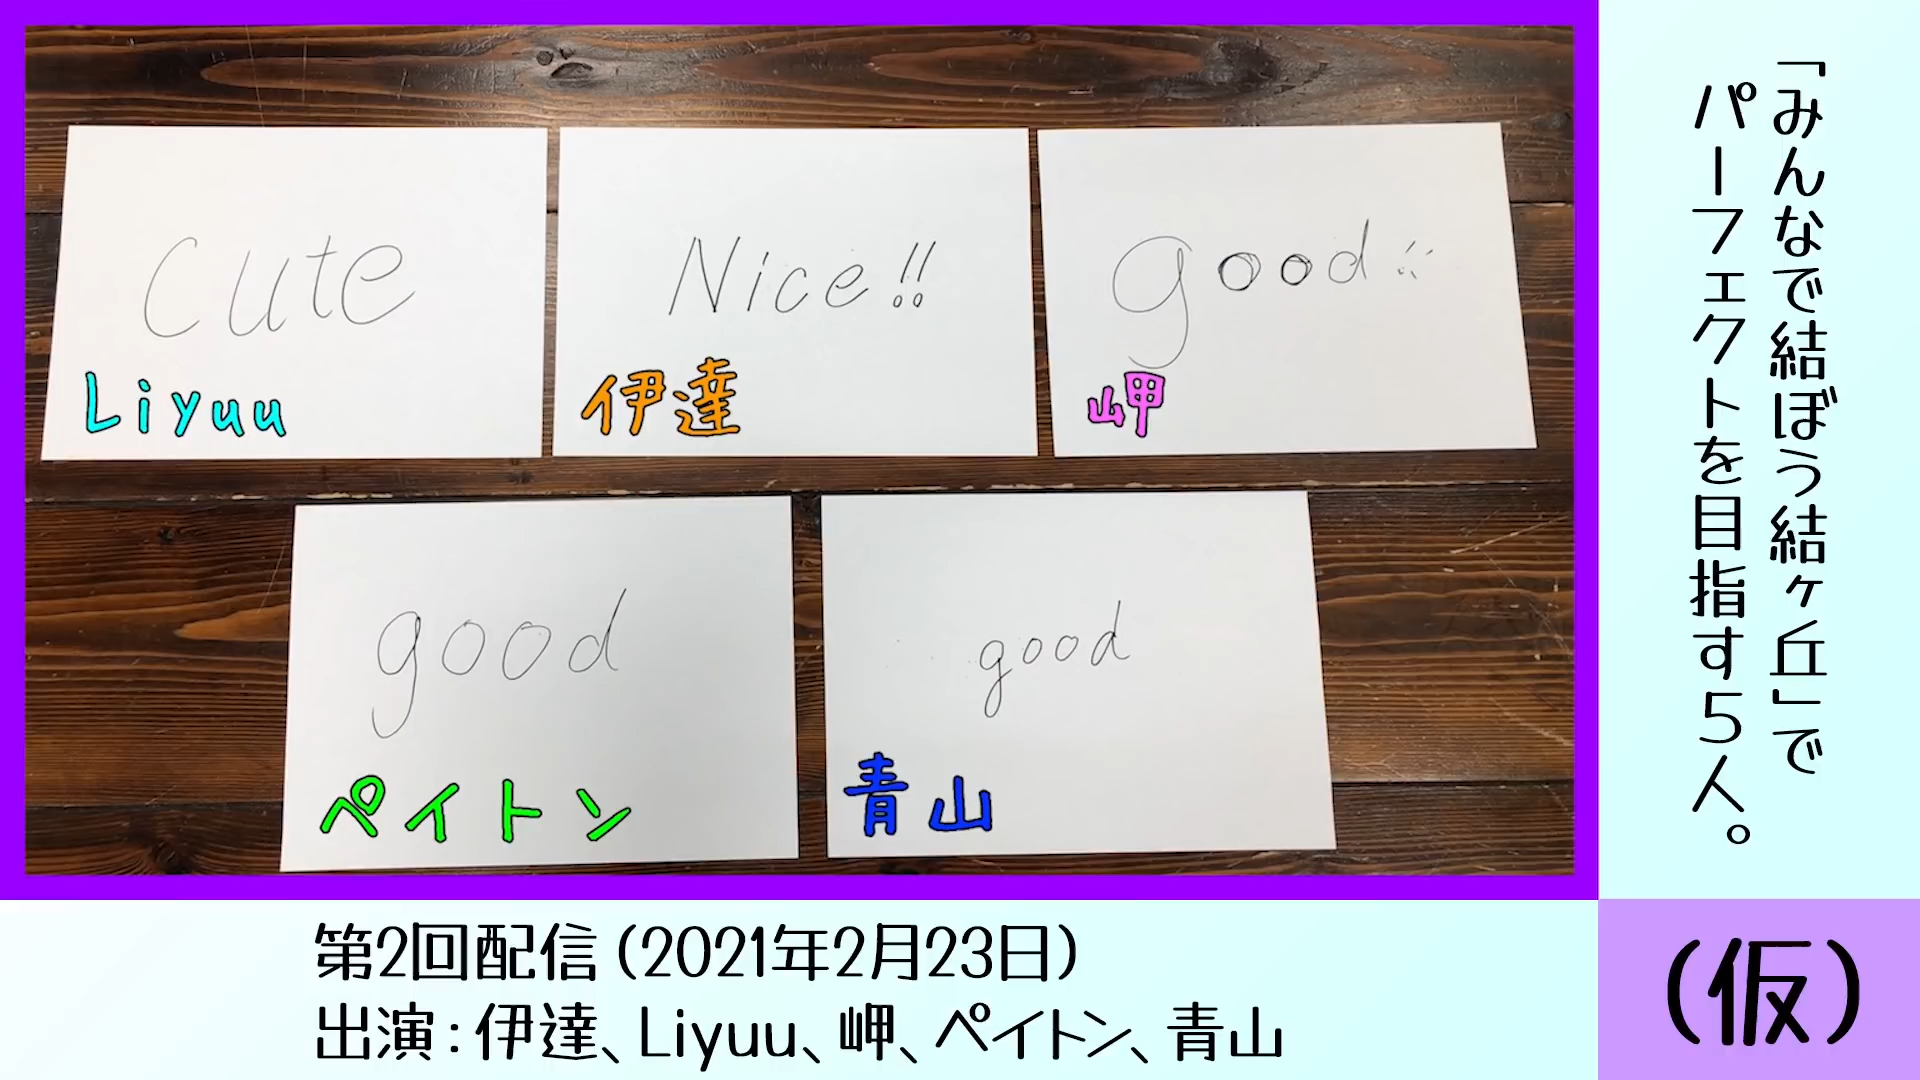 Cute
Liyuu
Nice!!
伊達
good!!
岬
good
ペイトン
good
青山
「みんなで結ぼう結ヶ丘」で
パーフェクトを目指す5人。
第2回配信（2021年2月23日）
出演：伊達、Liyuu、岬、ペイトン、青山
（仮）